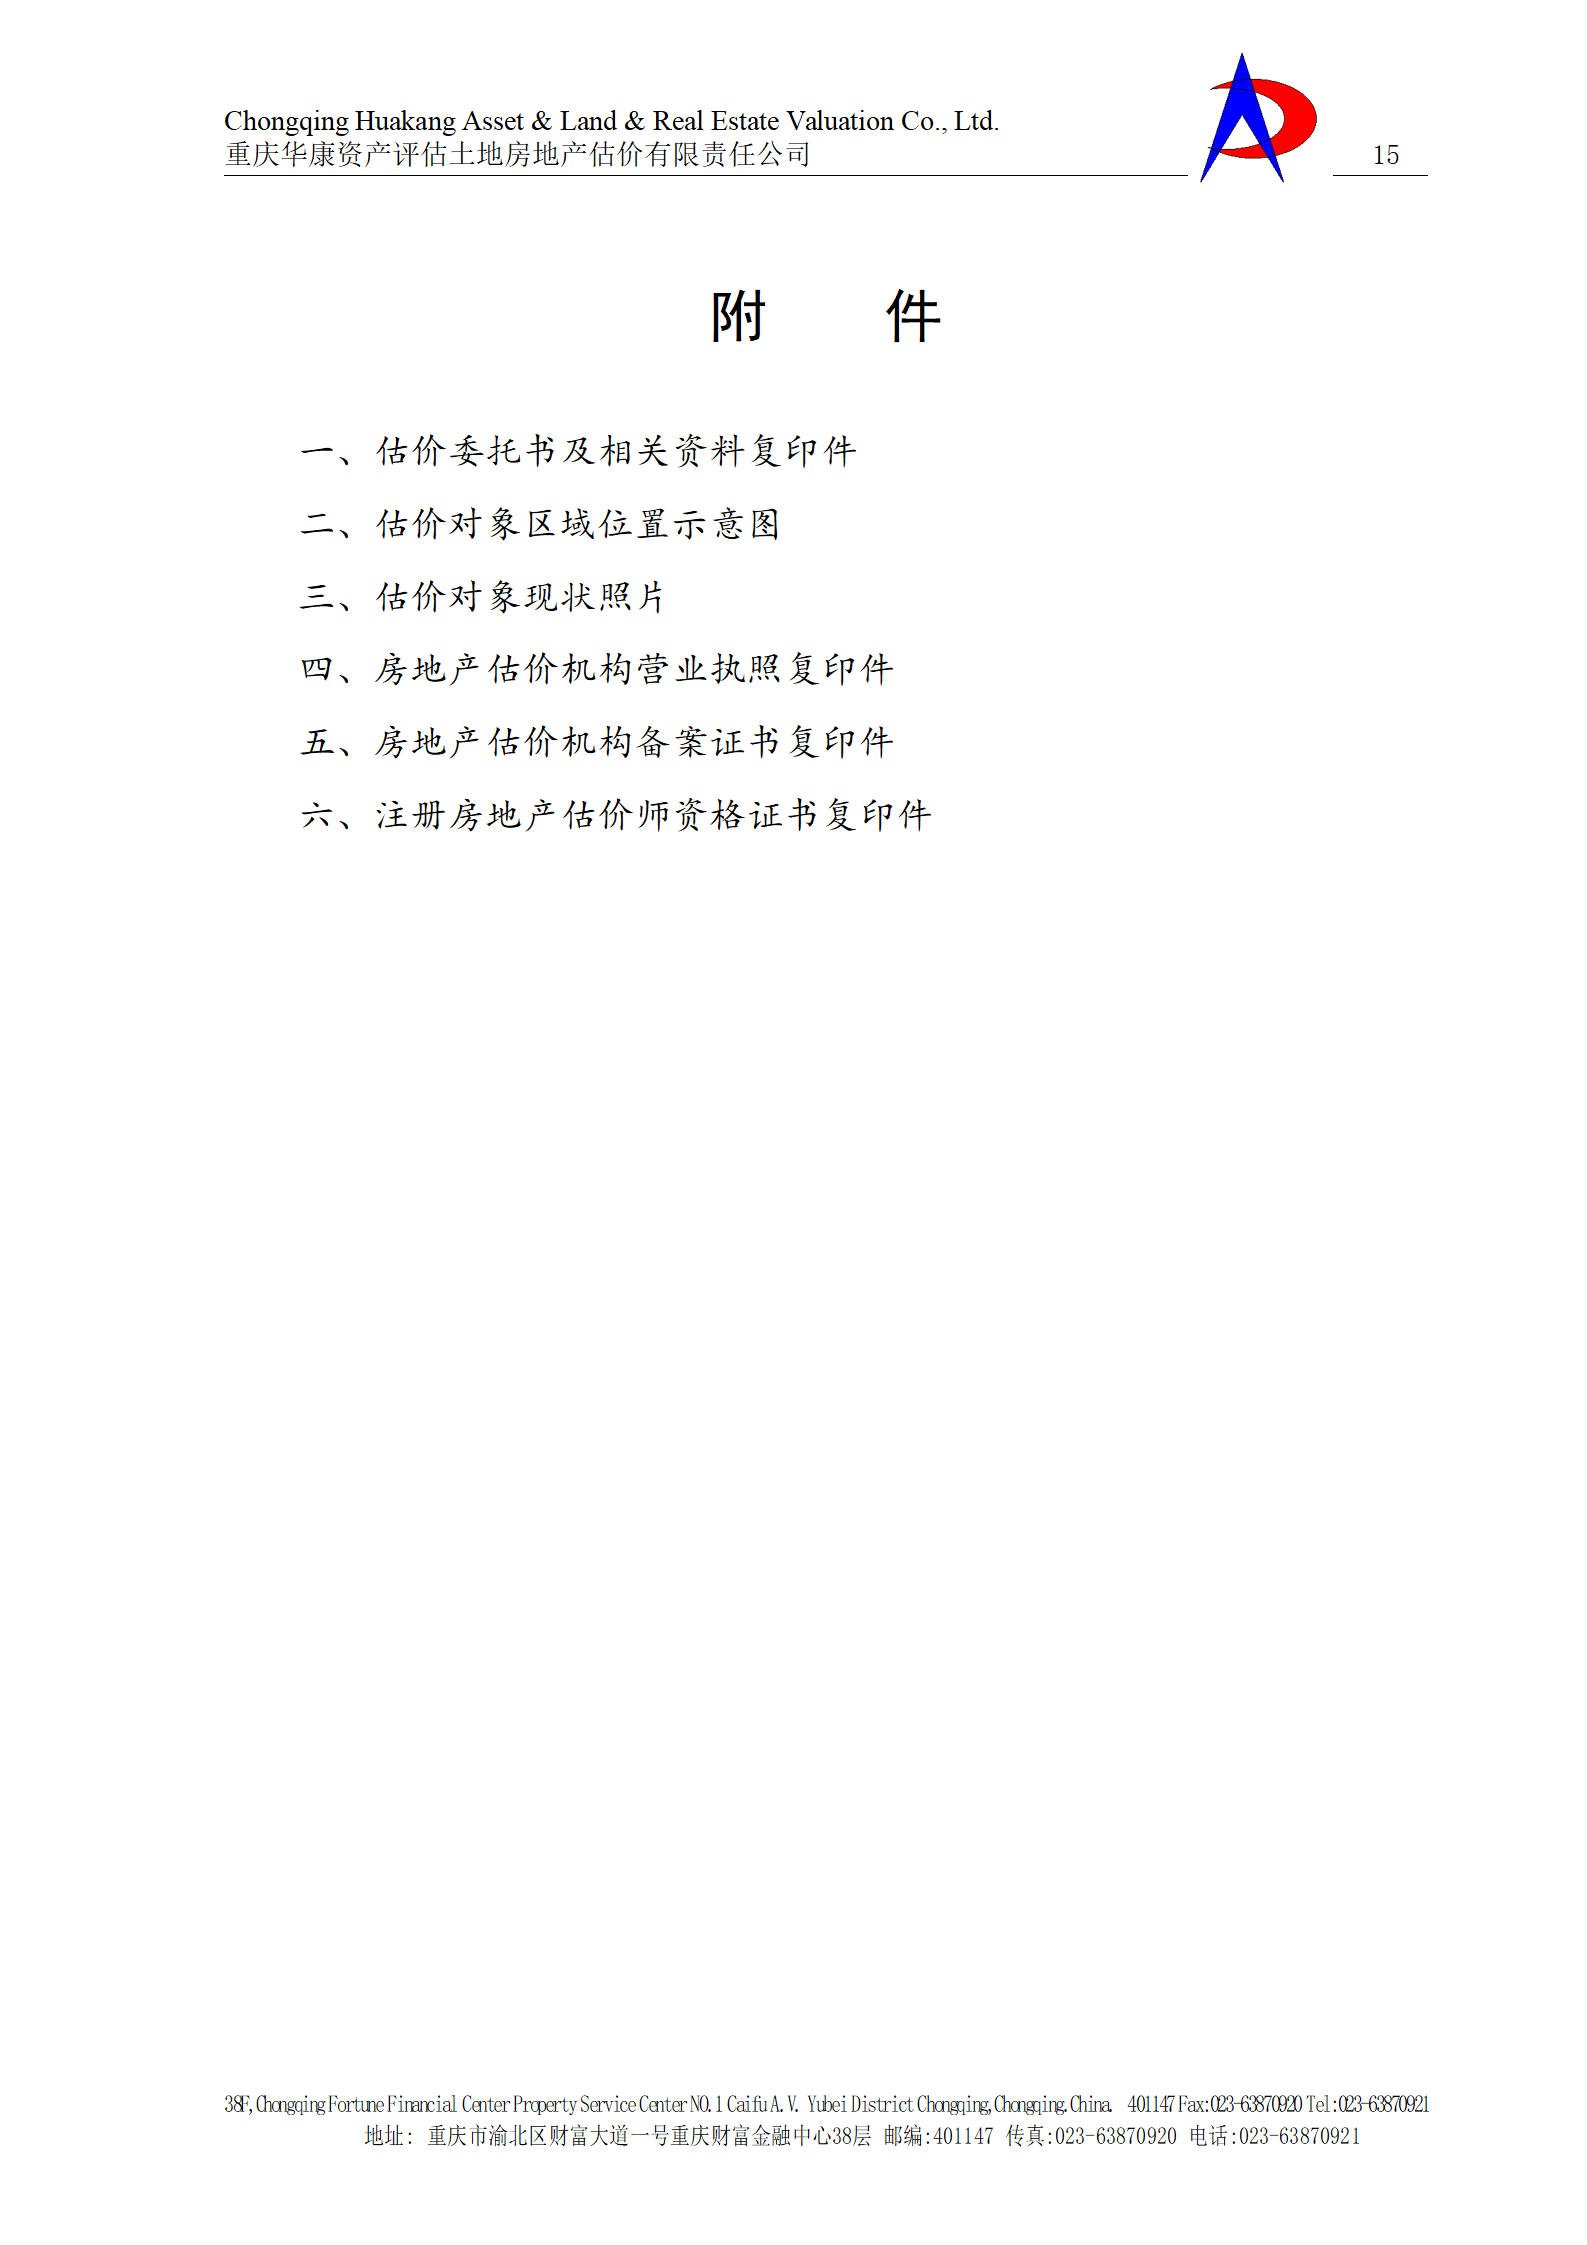 Chongqing Huakang Asset & Land & Real Estate Valuation Co., Ltd.
重庆华康资产评估土地房地产估价有限责任公司
15
附 件
一、估价委托书及相关资料复印件
二、估价对象区域位置示意图
三、估价对象现状照片
四、房地产估价机构营业执照复印件
五、房地产估价机构备案证书复印件
六、注册房地产估价师资格证书复印件
38F, Chongqing Fortune Financial Center Property Service Center NO.1 Caifu A.V. Yubei District Chongqing, Chongqing. China. 401147 Fax:023-63870920 Tel:023-63870921
地址: 重庆市渝北区财富大道一号重庆财富金融中心38层 邮编:401147 传真:023-63870920 电话:023-63870921